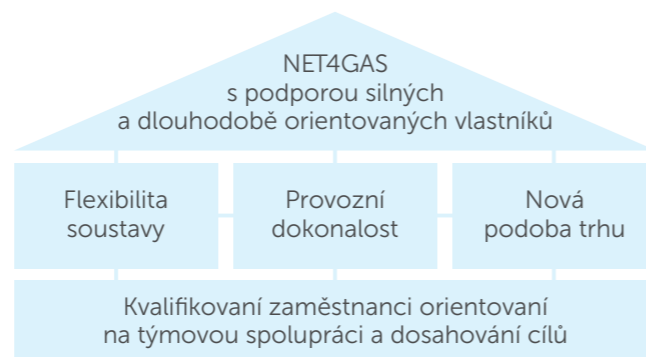 NET4GAS
s podporou silných
a dlouhodobě orientovaných vlastníků
Flexibilita
soustavy
Provozní
dokonalost
Nová
podoba trhu
Kvalifikovaní zaměstnanci orientovaní
na týmovou spolupráci a dosahování cílů